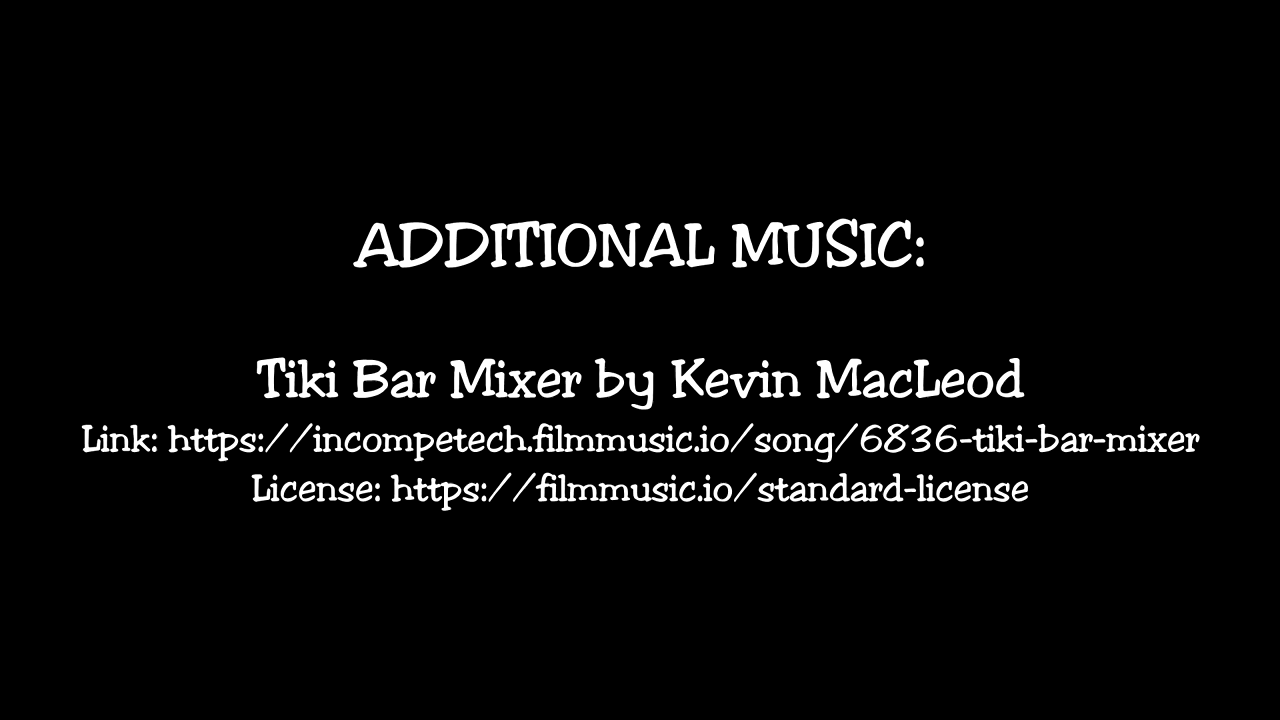 ADDITIONAL MUSIC:
Tiki Bar Mixer by Kevin MacLeod
Link: https://incompetech.filmmusic.io/song/6836-tiki-bar-mixer
License: https://filmmusic.io/standard-license